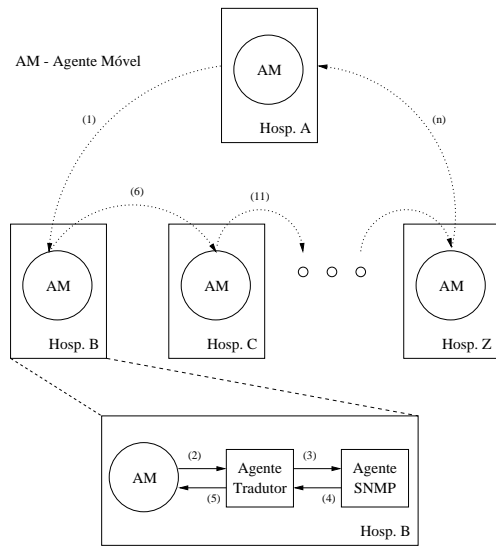 AM - Agente Móvel
AM
Hosp. A
(1)
(n)
(6)
(11)
AM
Hosp. B
AM
Hosp. C
AM
Hosp. Z
AM
(2)
(5)
Agente
Tradutor
(3)
(4)
Agente
SNMP
Hosp. B